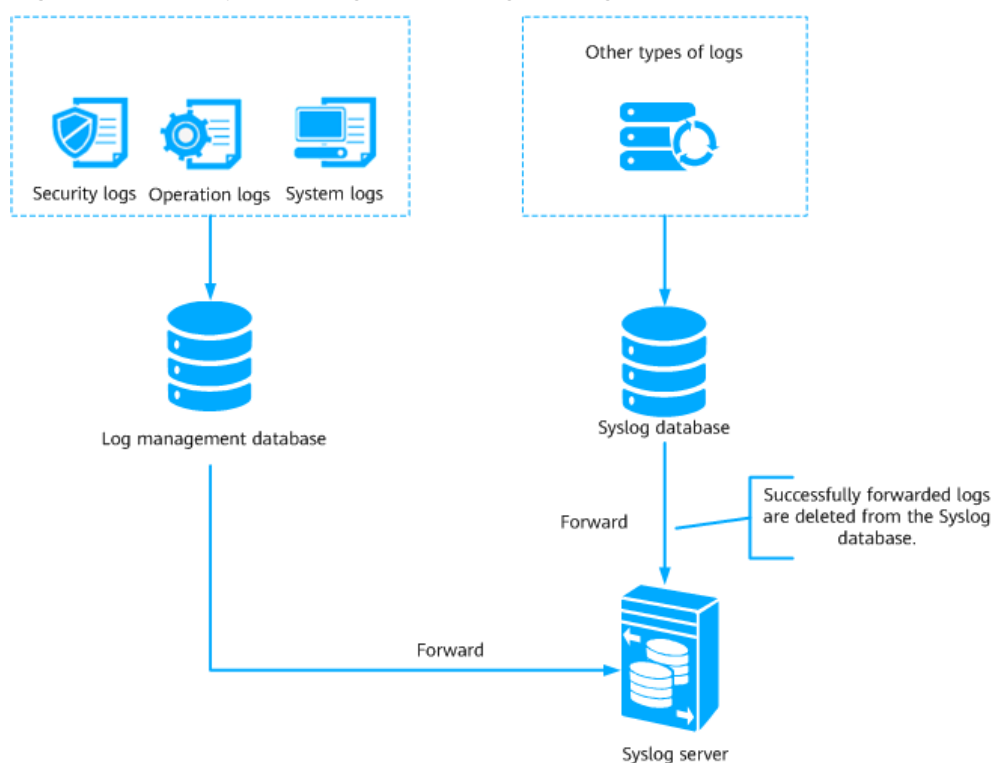 Other types of logs
Security logs
Operation logs
System logs
Log management database
Syslog database
Successfully forwarded logs
are deleted from the Syslog
database.
Forward
Forward
Syslog server